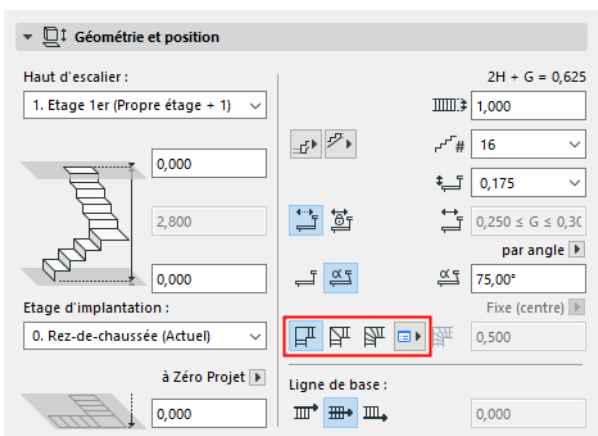 Géométrie et position
Haut d'escalier :
2H + G = 0,625
1. Etage 1er (Propre étage + 1)
1,000
# 16
0,000
0,175
2,800
0,250 ≤ G ≤ 0,30
par angle
0,000
75,00°
Etage d'implantation :
Fixe (centre)
0. Rez-de-chaussée (Actuel)
0,500
à Zéro Projet
Ligne de base :
0,000
0,000